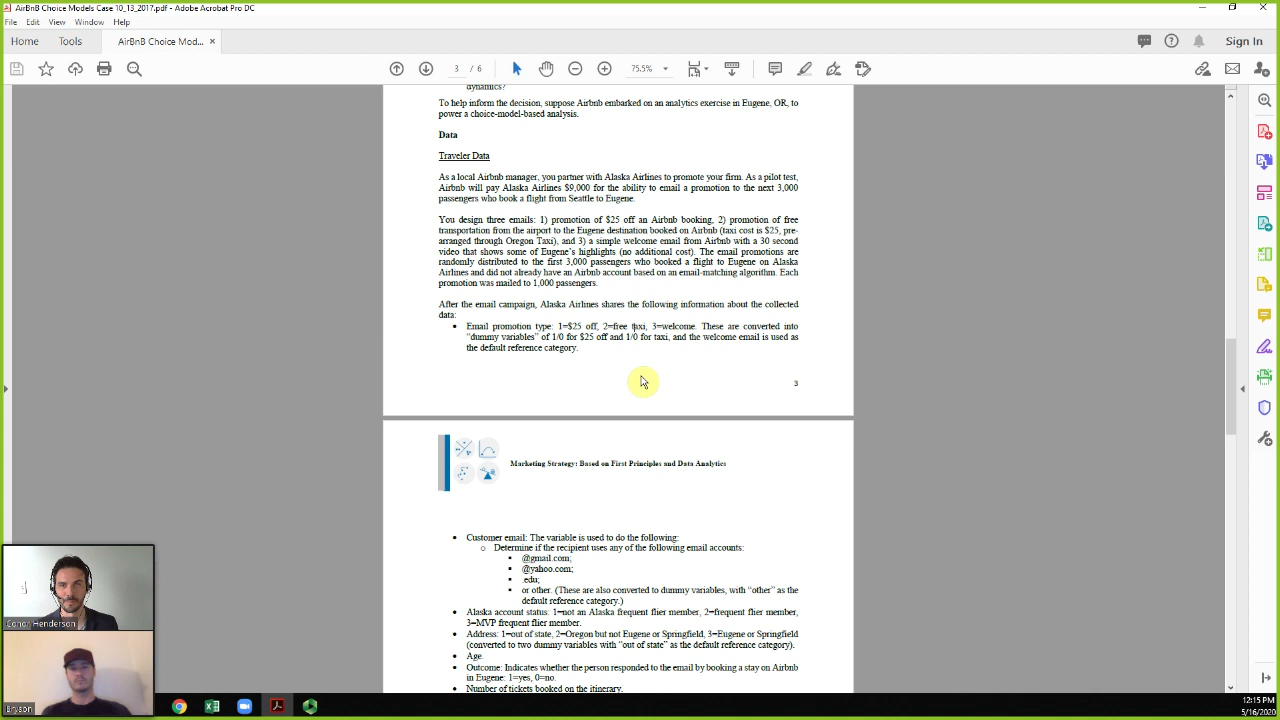 AirBnB Choice Models Case 10_13_2017.pdf - Adobe Acrobat Pro DC
File Edit View Window Help
Home Tools AirBnB Choice Mod... × Sign In
3 / 6 75.5%
dynamics?
To help inform the decision, suppose Airbnb embarked on an analytics exercise in Eugene, OR, to
power a choice-model-based analysis.
Data
Traveler Data
As a local Airbnb manager, you partner with Alaska Airlines to promote your firm. As a pilot test,
Airbnb will pay Alaska Airlines $9,000 for the ability to email a promotion to the next 3,000
passengers who book a flight from Seattle to Eugene.
You design three emails: 1) promotion of $25 off an Airbnb booking, 2) promotion of free
transportation from the airport to the Eugene destination booked on Airbnb (taxi cost is $25, pre-
arranged through Oregon Taxi), and 3) a simple welcome email from Airbnb with a 30 second
video that shows some of Eugene's highlights (no additional cost). The email promotions are
randomly distributed to the first 3,000 passengers who booked a flight to Eugene on Alaska
Airlines and did not already have an Airbnb account based on an email-matching algorithm. Each
promotion was mailed to 1,000 passengers.
After the email campaign, Alaska Airlines shares the following information about the collected
data:
• Email promotion type: 1=$25 off, 2=free taxi, 3=welcome. These are converted into
"dummy variables" of 1/0 for $25 off and 1/0 for taxi, and the welcome email is used as
the default reference category.
3
Marketing Strategy: Based on First Principles and Data Analytics
• Customer email: The variable is used to do the following:
o Determine if the recipient uses any of the following email accounts:
▪ @gmail.com;
▪ @yahoo.com;
▪ .edu;
▪ or other. (These are also converted to dummy variables, with "other" as the
default reference category.)
• Alaska account status: 1=not an Alaska frequent flier member, 2=frequent flier member,
3=MVP frequent flier member.
• Address: 1=out of state, 2=Oregon but not Eugene or Springfield, 3=Eugene or Springfield
(converted to two dummy variables with "out of state" as the default reference category).
• Age.
• Outcome: Indicates whether the person responded to the email by booking a stay on Airbnb
in Eugene: 1=yes, 0=no.
• Number of tickets booked on the itinerary.
Conor Henderson
Bryson
12:15 PM
5/16/2020